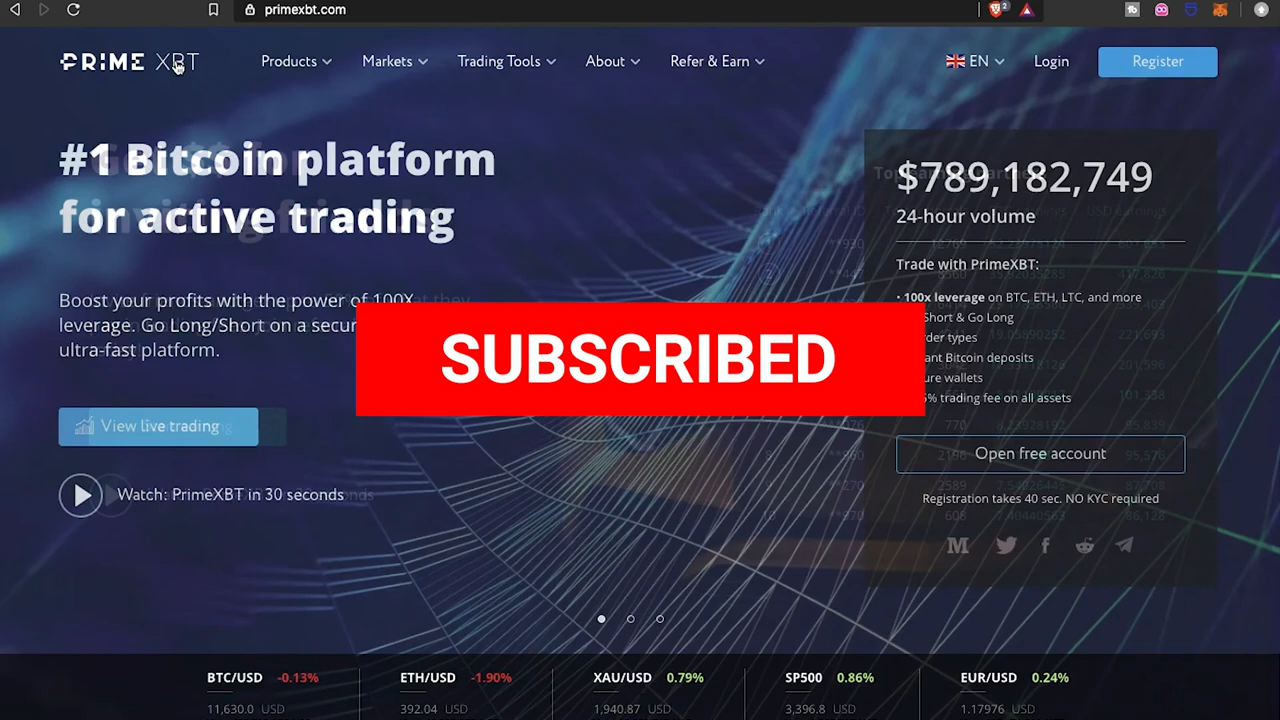 primexbt.com
2
PRIME XBT
Products
Markets
Trading Tools
About
Refer & Earn
EN
Login
Register
#1 Bitcoin platform
for active trading
Boost your profits with the power of 100X
leverage. Go Long/Short on a secur
ultra-fast platform.
View live trading
Watch: PrimeXBT in 30 seconds
SUBSCRIBED
$789,182,749
24-hour volume
Trade with PrimeXBT:
• 100x leverage on BTC, ETH, LTC, and more
Short & Go Long
der types
ant Bitcoin deposits
ure wallets
5% trading fee on all assets
Open free account
Registration takes 40 sec. NO KYC required
BTC/USD -0.13%
11,630.0 USD
ETH/USD -1.90%
392.04 USD
XAU/USD 0.79%
1,940.87 USD
SP500 0.86%
3,396.8 USD
EUR/USD 0.24%
1.17976 USD